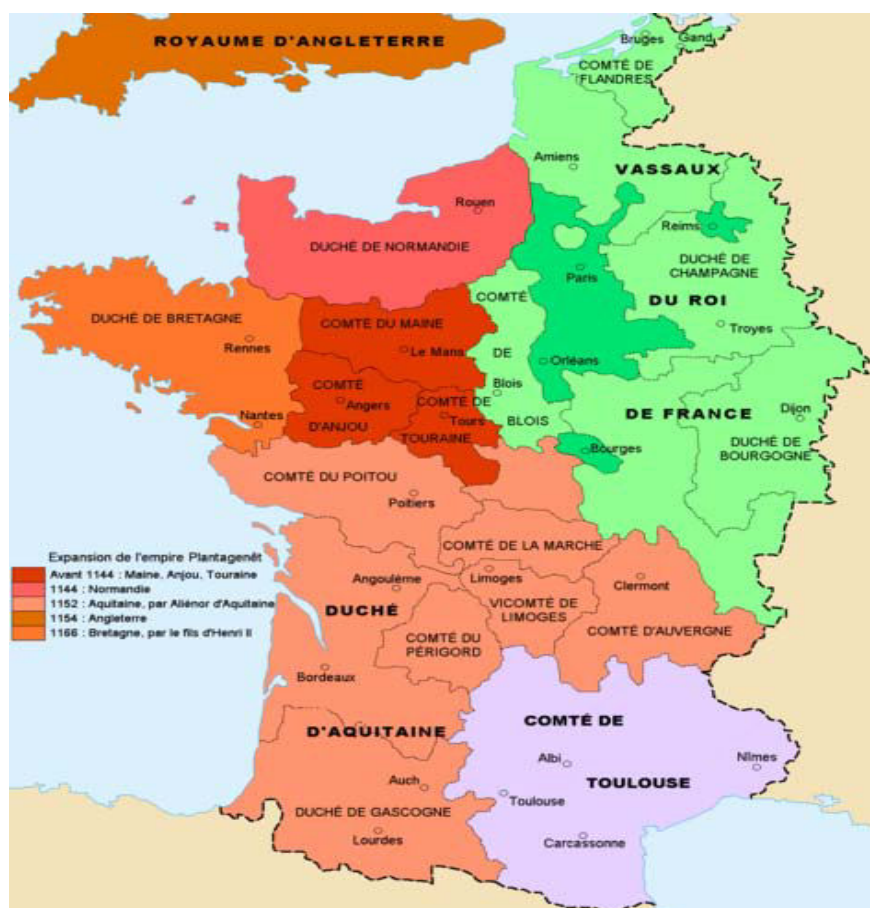 ROYAUME D'ANGLETERRE
Bruges
Gand
COMTÉ DE
FLANDRES
Amiens
VASSAUX
Rouen
Reims
DUCHÉ DE NORMANDIE
DUCHÉ DE
CHAMPAGNE
Paris
COMTÉ
DU ROI
DUCHÉ DE BRETAGNE
COMTÉ DU MAINE
Troyes
Rennes
Le Mans
DE
Orléans
COMTÉ
Blois
Angers
COMTÉ DE
DE FRANCE
Dijon
Nantes
D'ANJOU
Tours
BLOIS
TOURAINE
Bourges
DUCHÉ DE
BOURGOGNE
COMTÉ DU POITOU
Poitiers
COMTE DE LA MARCHE
Expansion de l'empire Plantagenêt
Avant 1144 : Maine, Anjou, Touraine
1144 : Normandie
1152 : Aquitaine, par Aliénor d'Aquitaine
1154 : Angleterre
1166 : Bretagne, par le fils d'Henri II
Angoulème
Limoges
Clermont
DUCHÉ
VICOMTÉ DE
LIMOGES
COMTÉ D'AUVERGNE
COMTÉ DU
PÉRIGORD
Bordeaux
D'AQUITAINE
COMTÉ DE
Albi
Nîmes
TOULOUSE
Auch
Toulouse
DUCHÉ DE GASCOGNE
Lourdes
Carcassonne